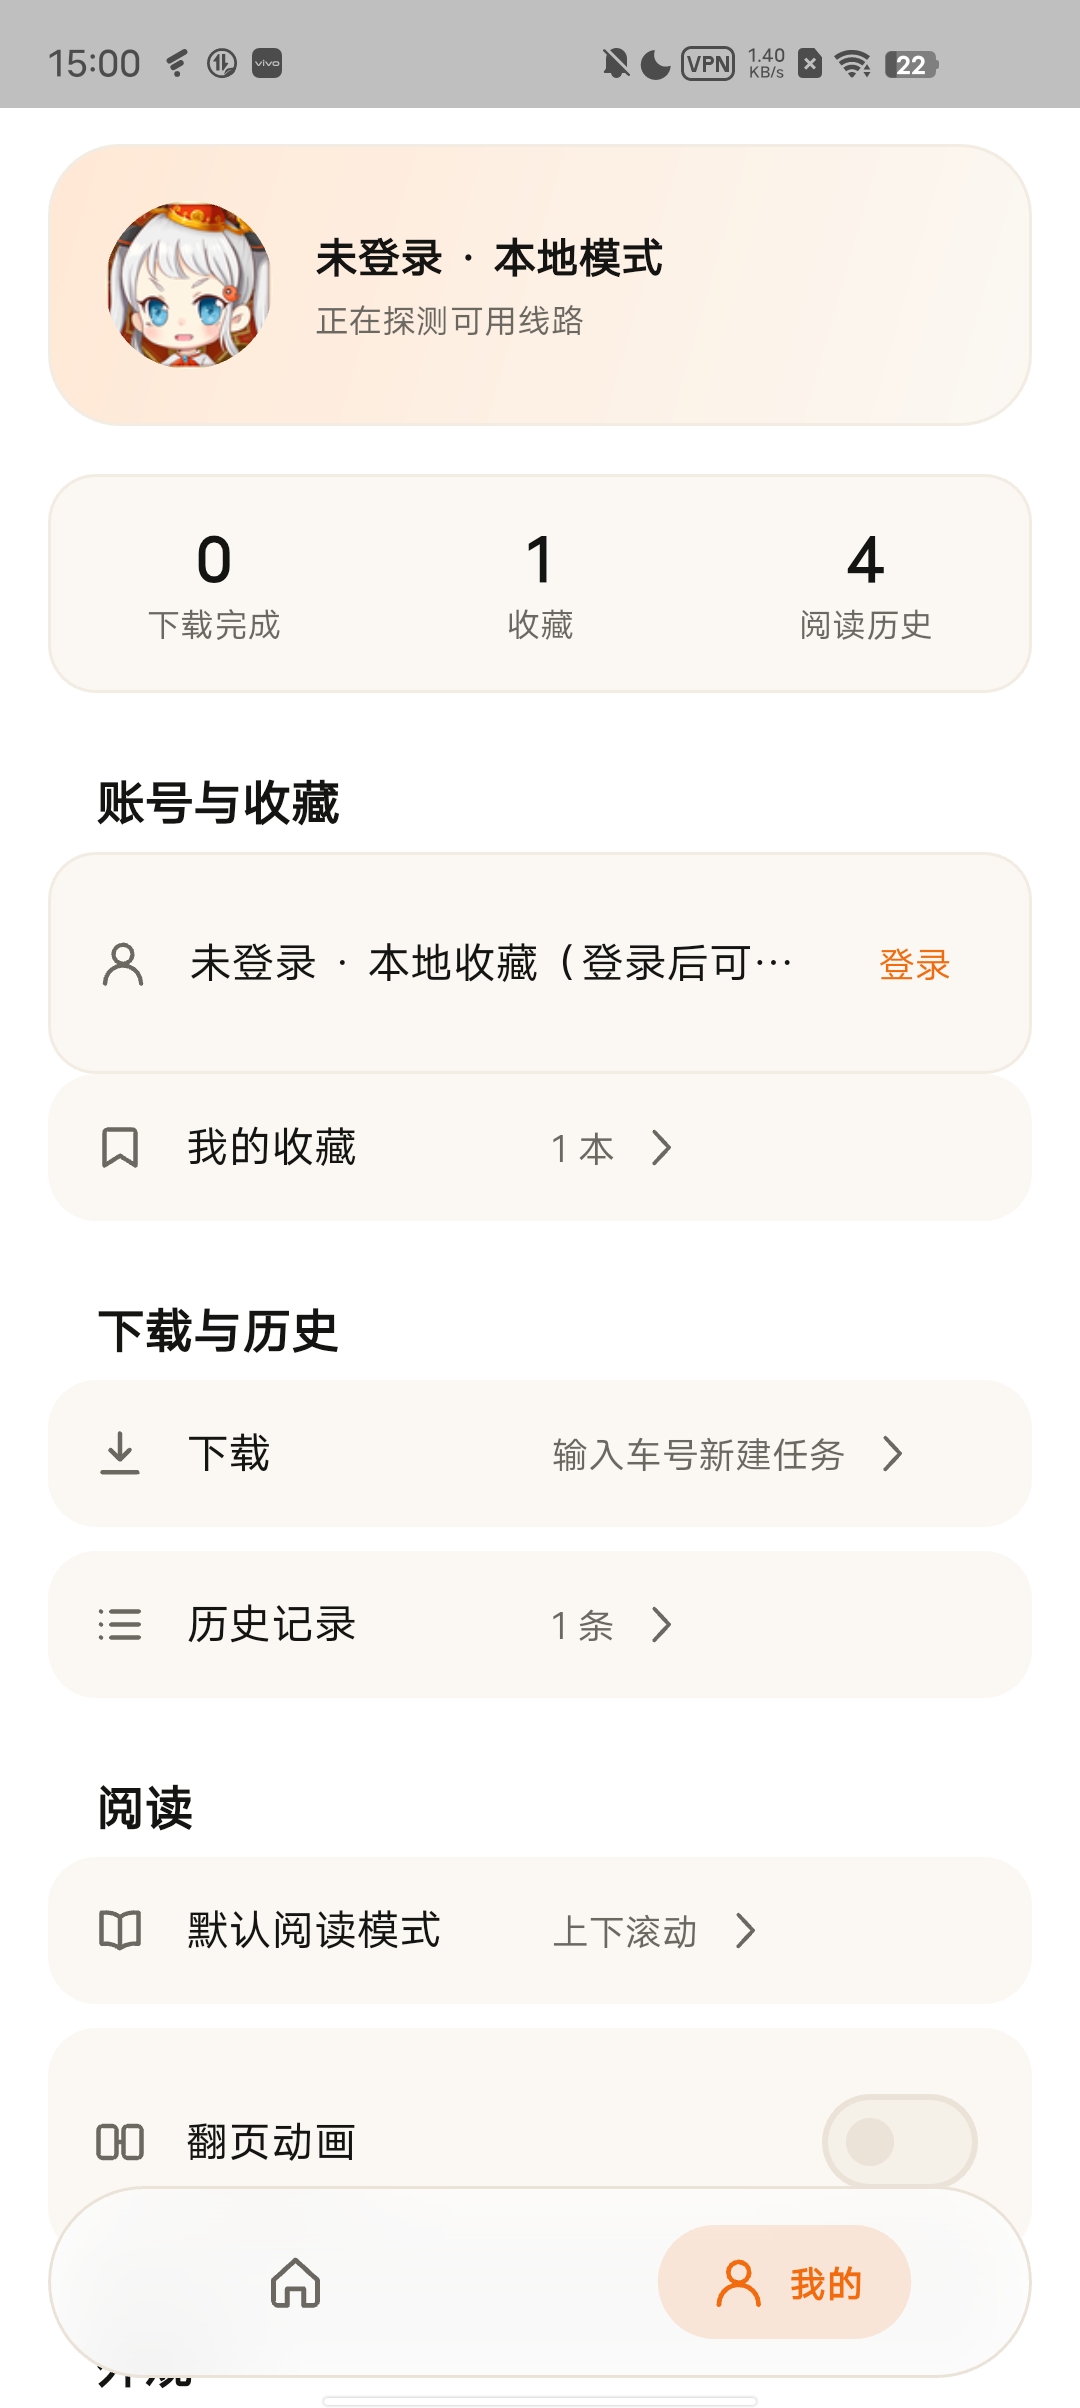 15:00
vivo
VPN
1.40 KB/s
22
未登录 · 本地模式
正在探测可用线路
0
1
4
下载完成
收藏
阅读历史
账号与收藏
未登录 · 本地收藏（登录后可…
登录
我的收藏
1 本
下载与历史
下载
输入车号新建任务
历史记录
1 条
阅读
默认阅读模式
上下滚动
翻页动画
我的
外观